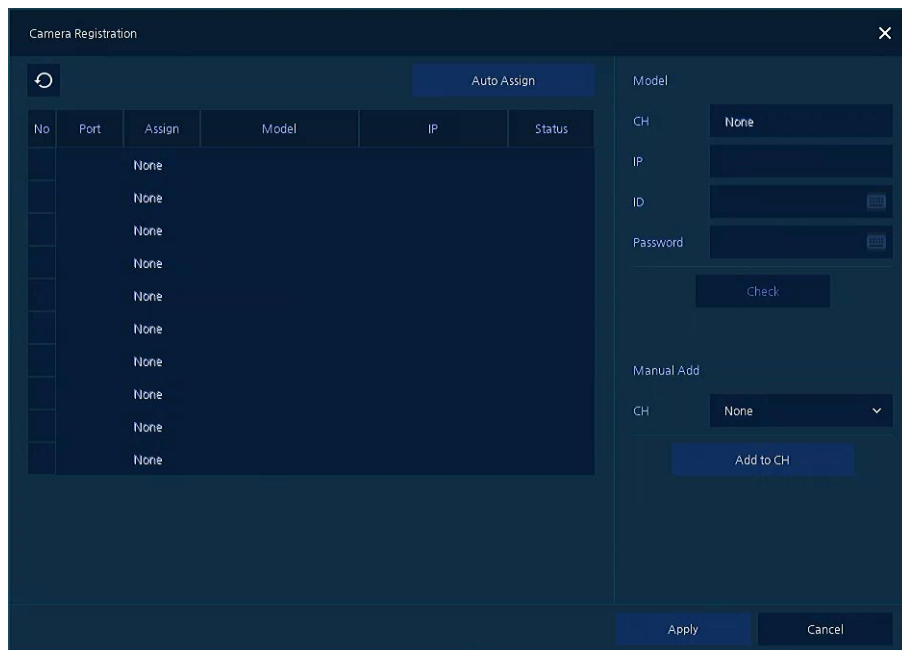 Camera Registration
Auto Assign
No Port Assign Model IP Status
None
None
None
None
None
None
None
None
None
None
Model
CH None
IP
ID
Password
Check
Manual Add
CH None
Add to CH
Apply Cancel